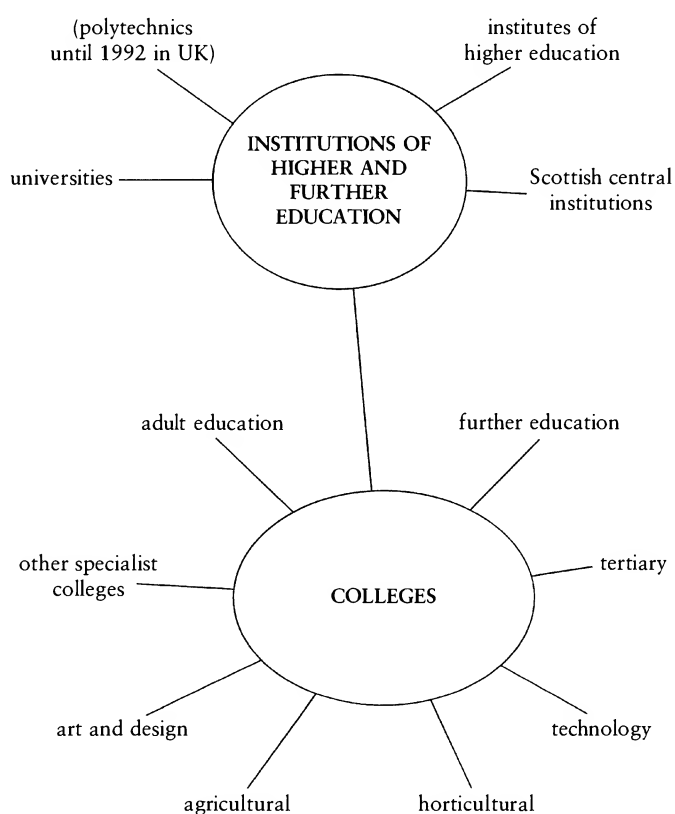 (polytechnics
until 1992 in UK)
institutes of
higher education
INSTITUTIONS OF
HIGHER AND
FURTHER
EDUCATION
universities
Scottish central
institutions
adult education
further education
other specialist
colleges
tertiary
COLLEGES
art and design
technology
agricultural
horticultural